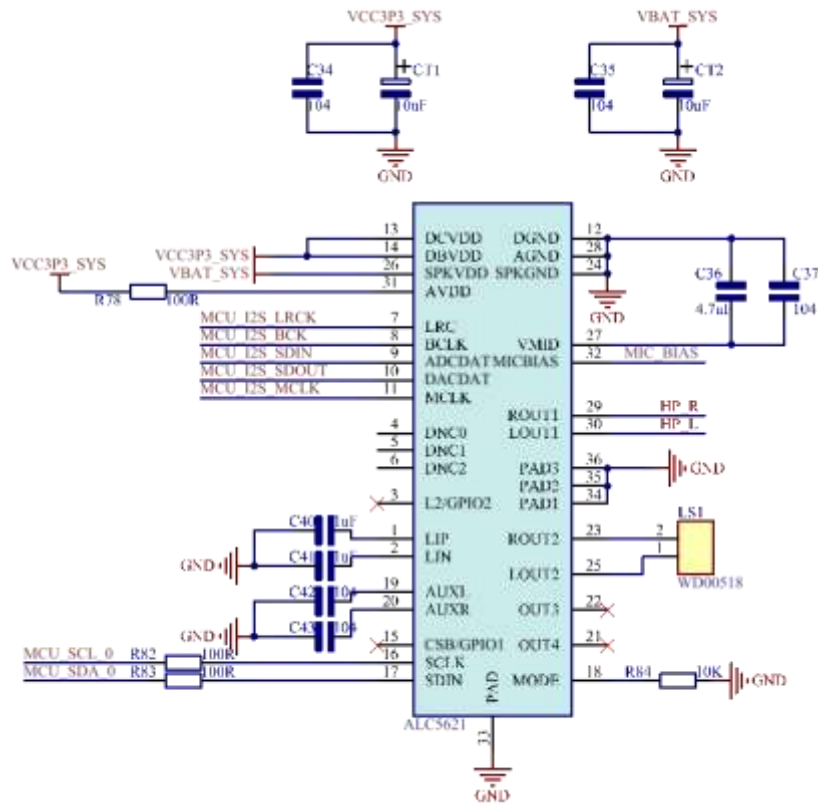 VCC3P3_SYS VBAT_SYS
C34 + CT1 C35 + CT2
104 10uF 104 10uF
GND GND
13 DCVDD DGND 12
VCC3P3_SYS 14 DBVDD AGND 28
VCC3P3_SYS VBAT_SYS 26 SPKVDD SPKGND 24 C36 C37
R78 100R 31 AVDD GND 4.7uF 104
MCU_I2S_LRCK 7 LRC
MCU_I2S_BCK 8 BCLK VMID 27
MCU_I2S_SDIN 9 ADCDAT MICBIAS 32 MIC_BIAS
MCU_I2S_SDOUT 10 DACDAT
MCU_I2S_MCLK 11 MCLK
ROUT1 29 HP_R
4 DNC0 LOUT1 30 HP_L
5 DNC1
6 DNC2 PAD3 36 GND
PAD2 35
3 L2/GPIO2 PAD1 34
LS1
C40 1uF 1 LIP ROUT2 23 2
GND C41 1uF 2 LIN 1
LOUT2 25 WD00518
C42 104 19 AUXL
GND C43 104 20 AUXR OUT3 22
15 CSB/GPIO1 OUT4 21
MCU_SCL_0 R82 100R 16 SCLK
MCU_SDA_0 R83 100R 17 SDIN MODE 18 R84 10K GND
PAD
ALC5621
33
GND